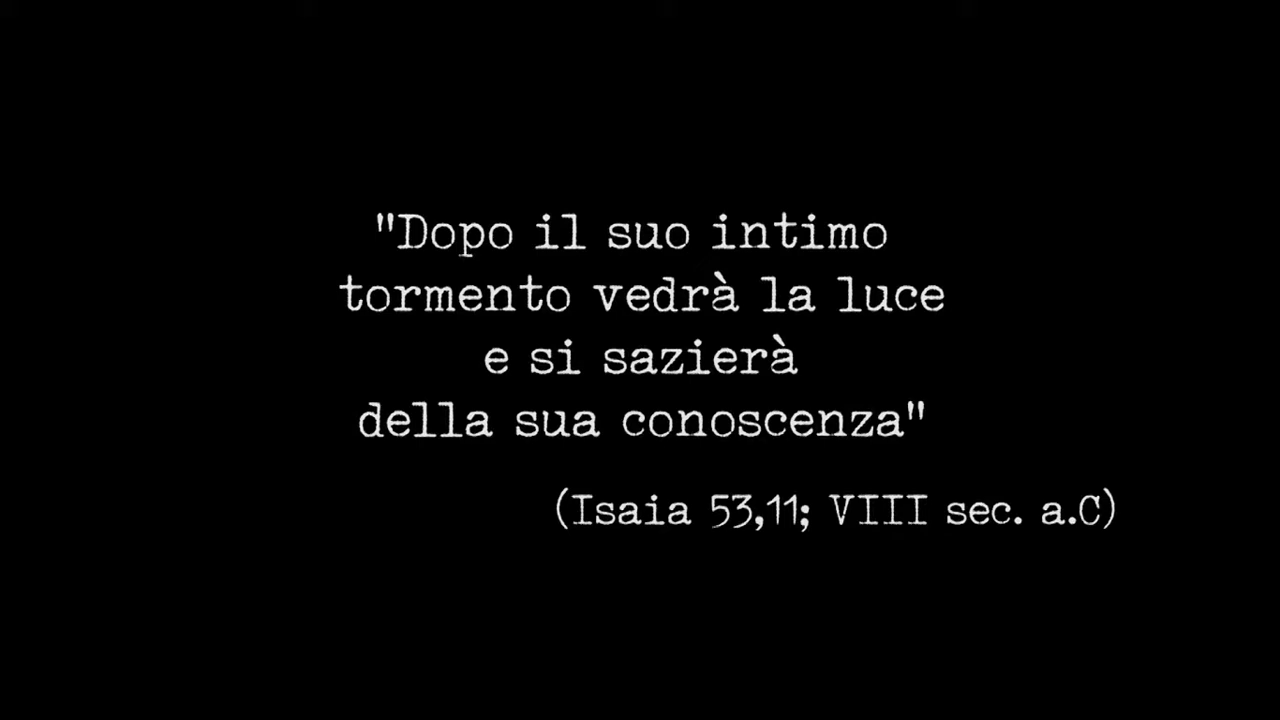 "Dopo il suo intimo
tormento vedrà la luce
e si sazierà
della sua conoscenza"
(Isaia 53,11; VIII sec. a.C)